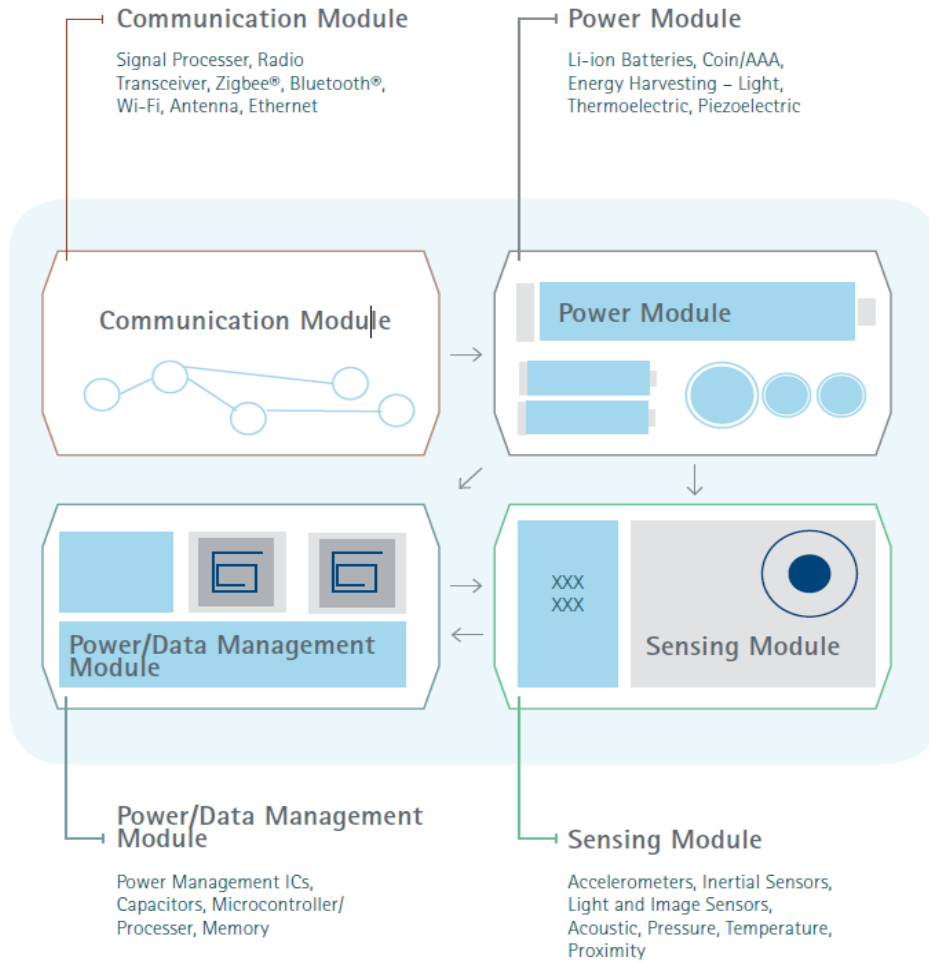 Communication Module
Signal Processer, Radio
Transceiver, Zigbee®, Bluetooth®,
Wi-Fi, Antenna, Ethernet
Power Module
Li-ion Batteries, Coin/AAA,
Energy Harvesting – Light,
Thermoelectric, Piezoelectric
Communication Module
Power Module
Power/Data Management
Module
XXX
XXX
Sensing Module
Power/Data Management
Module
Power Management ICs,
Capacitors, Microcontroller/
Processer, Memory
Sensing Module
Accelerometers, Inertial Sensors,
Light and Image Sensors,
Acoustic, Pressure, Temperature,
Proximity